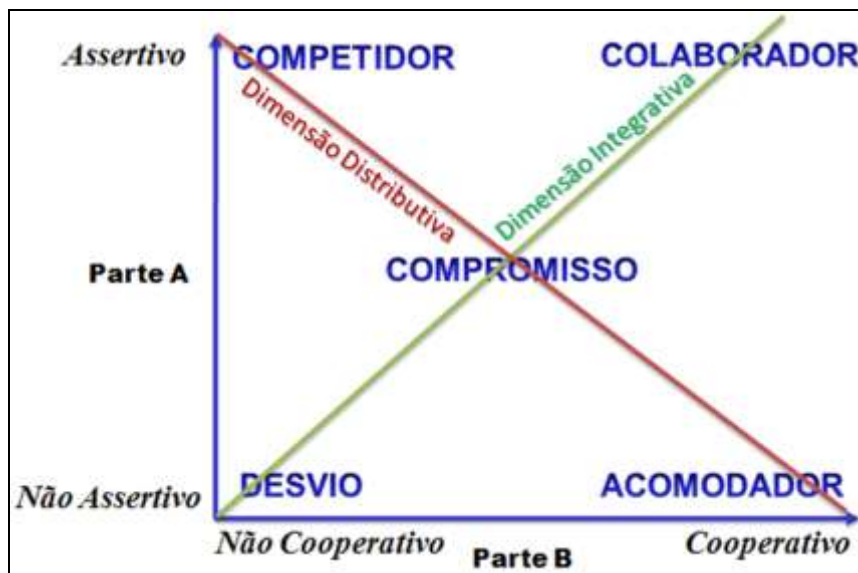 Assertivo
COMPETIDOR
COLABORADOR
Dimensão Distributiva
Dimensão Integrativa
Parte A
COMPROMISSO
Não Assertivo
DESVIO
ACOMODADOR
Não Cooperativo
Parte B
Cooperativo